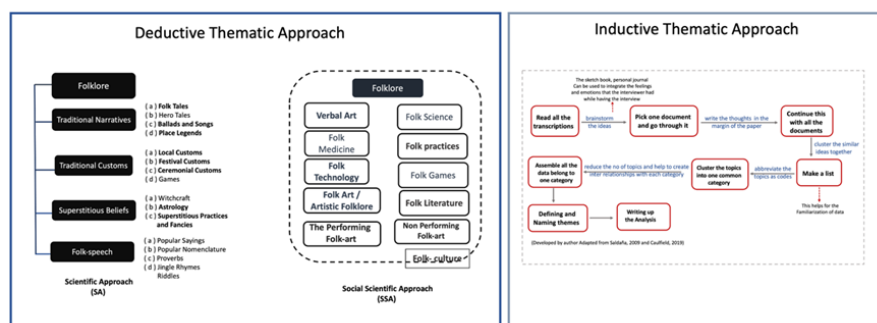 Deductive Thematic Approach
Folklore
Traditional Narratives
( a ) Folk Tales
( b ) Hero Tales
( c ) Ballads and Songs
( d ) Place Legends
Traditional Customs
( a ) Local Customs
( b ) Festival Customs
( c ) Ceremonial Customs
( d ) Games
Superstitious Beliefs
( a ) Witchcraft
( b ) Astrology
( c ) Superstitious Practices
and Fancies
Folk-speech
( a ) Popular Sayings
( b ) Popular Nomenclature
( c ) Proverbs
( d ) Jingle Rhymes
Riddles
Scientific Approach
(SA)
Folklore
Verbal Art
Folk Science
Folk
Medicine
Folk practices
Folk
Technology
Folk Games
Folk Art /
Artistic Folklore
Folk Literature
The Performing
Folk-art
Non Performing
Folk-art
Folk- culture
Social Scientific Approach
(SSA)
Inductive Thematic Approach
The sketch book, personal journal
Can be used to integrate the feelings
and emotions that the interviewer had
while having the interview
Read all the
transcriptions
brainstorm
the ideas
Pick one document
and go through it
write the thoughts in the
margin of the paper
Continue this
with all the
documents
cluster the similar
ideas together
Make a list
This helps for the
Familiarization of data
abbreviate the
topics as codes
Cluster the topics
into one common
category
reduce the no of topics and help to create
inter relationships with each category
Assemble all the
data belong to
one category
Defining and
Naming themes
Writing up
the Analysis
(Developed by author Adapted from Saldaña, 2009 and Caulfield, 2019)